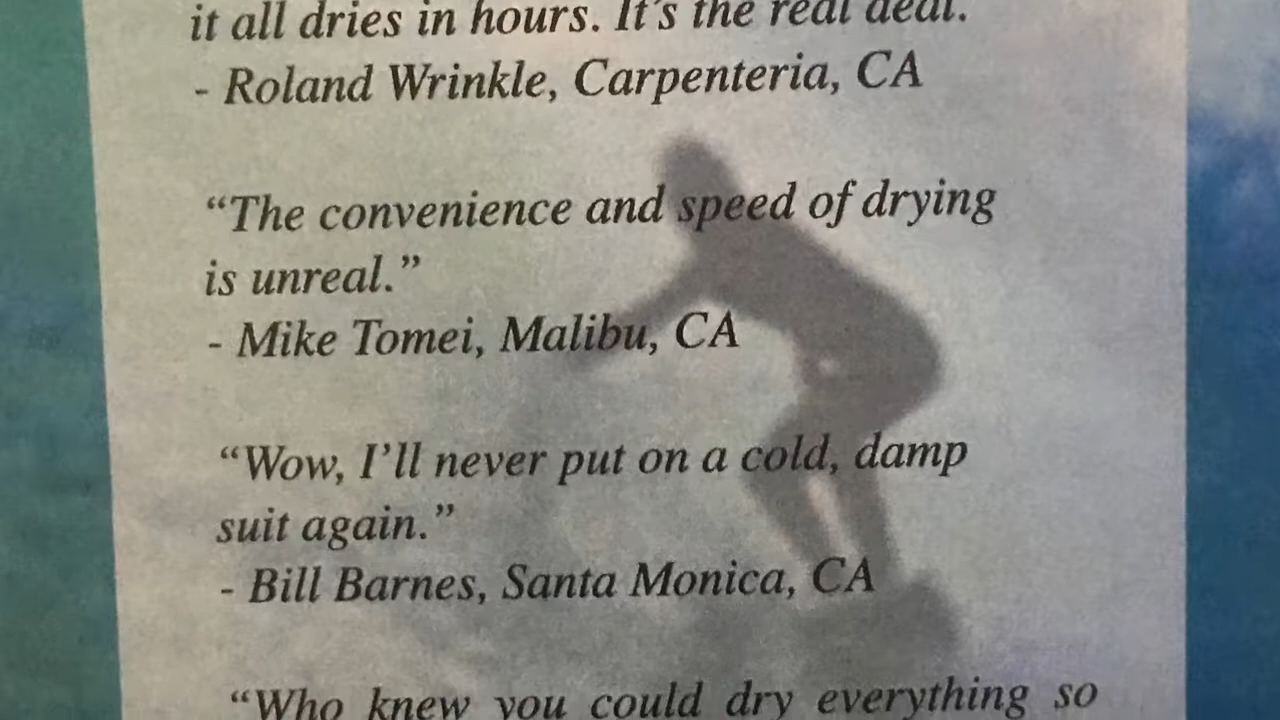 it all dries in hours. It's the real deal.
- Roland Wrinkle, Carpenteria, CA
“The convenience and speed of drying
is unreal.”
- Mike Tomei, Malibu, CA
“Wow, I’ll never put on a cold, damp
suit again.”
- Bill Barnes, Santa Monica, CA
“Who knew you could dry everything so